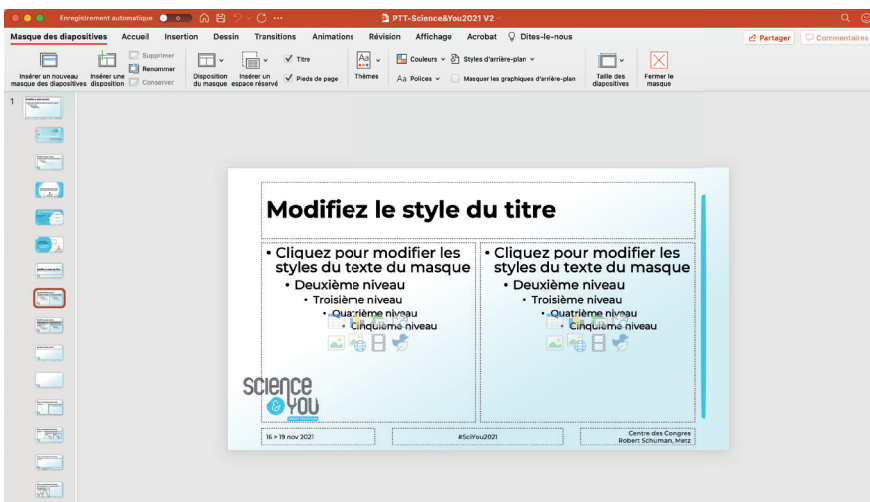 Enregistrement automatique
PTT-Science&You2021 V2
Masque des diapositives Accueil Insertion Dessin Transitions Animations Révision Affichage Acrobat Dites-le-nous
Partager Commentaires
Insérer un nouveau masque des diapositives
Insérer une disposition
Supprimer
Renommer
Conserver
Disposition du masque
Insérer un espace réservé
Titre
Pieds de page
Thèmes
Couleurs
Aa Polices
Styles d'arrière-plan
Masquer les graphiques d'arrière-plan
Taille des diapositives
Fermer le masque
1
Modifiez le style du titre
• Cliquez pour modifier les
styles du texte du masque
• Deuxième niveau
• Troisième niveau
• Quatrième niveau
• Cinquième niveau
• Cliquez pour modifier les
styles du texte du masque
• Deuxième niveau
• Troisième niveau
• Quatrième niveau
• Cinquième niveau
SCIENCE
& YOU
16 > 19 nov 2021
#SciYou2021
Centre des Congres
Robert Schuman, Metz